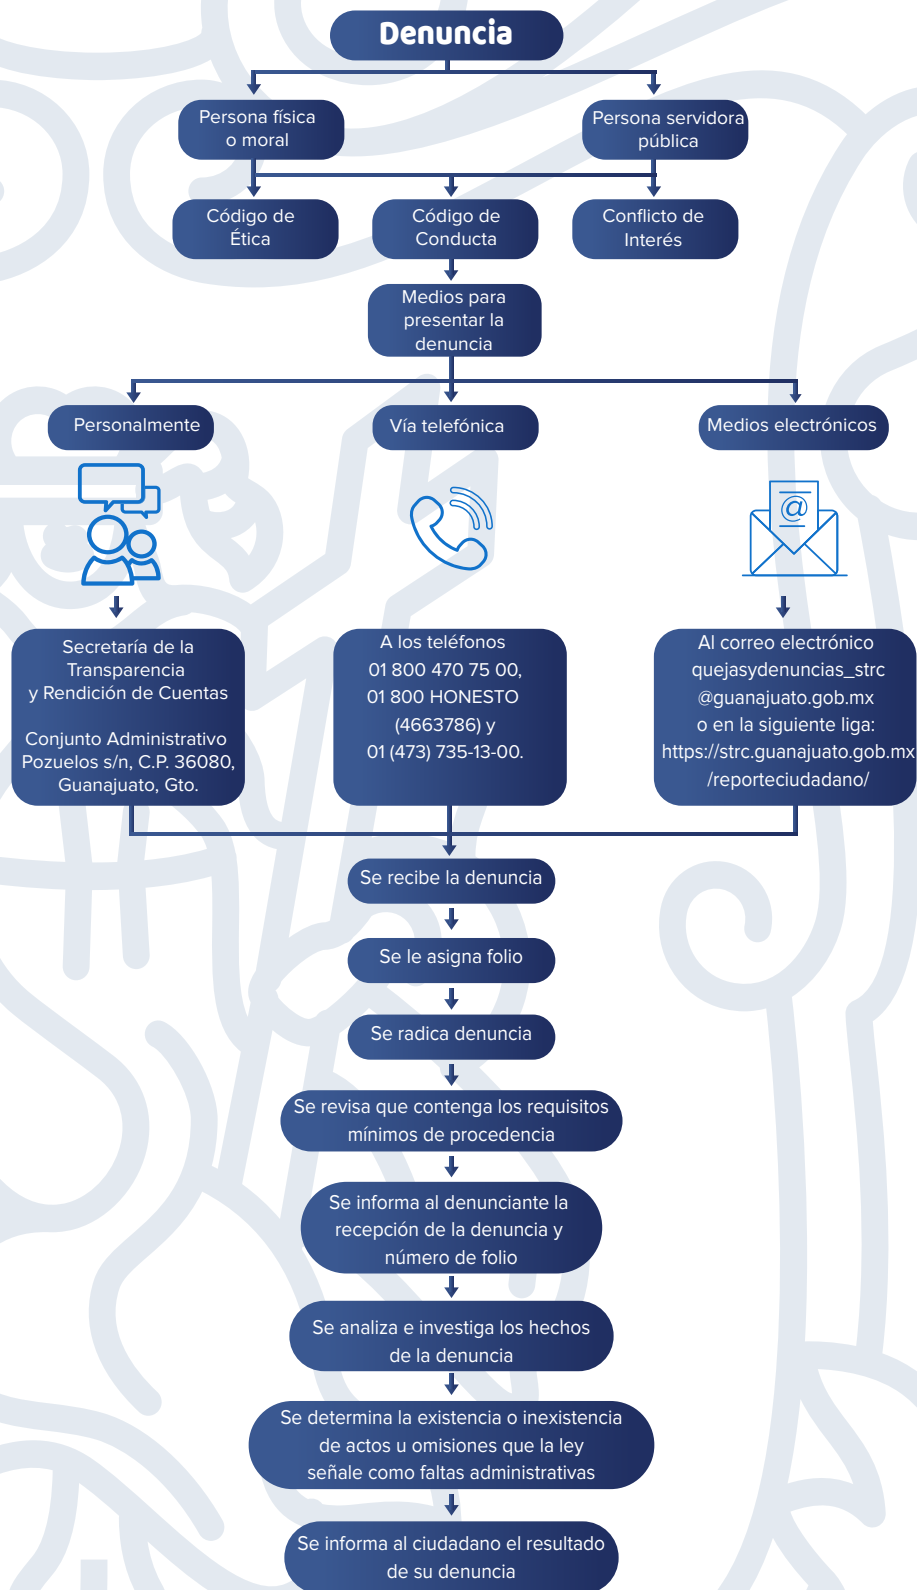 Denuncia
Persona física
o moral
Persona servidora
pública
Código de
Ética
Código de
Conducta
Conflicto de
Interés
Medios para
presentar la
denuncia
Personalmente
Vía telefónica
Medios electrónicos
@
Secretaría de la
Transparencia
y Rendición de Cuentas
Conjunto Administrativo
Pozuelos s/n, C.P. 36080,
Guanajuato, Gto.
A los teléfonos
01 800 470 75 00,
01 800 HONESTO
(4663786) y
01 (473) 735-13-00.
Al correo electrónico
quejasydenuncias_strc
@guanajuato.gob.mx
o en la siguiente liga:
https://strc.guanajuato.gob.mx
/reporteciudadano/
Se recibe la denuncia
Se le asigna folio
Se radica denuncia
Se revisa que contenga los requisitos
mínimos de procedencia
Se informa al denunciante la
recepción de la denuncia y
número de folio
Se analiza e investiga los hechos
de la denuncia
Se determina la existencia o inexistencia
de actos u omisiones que la ley
señale como faltas administrativas
Se informa al ciudadano el resultado
de su denuncia